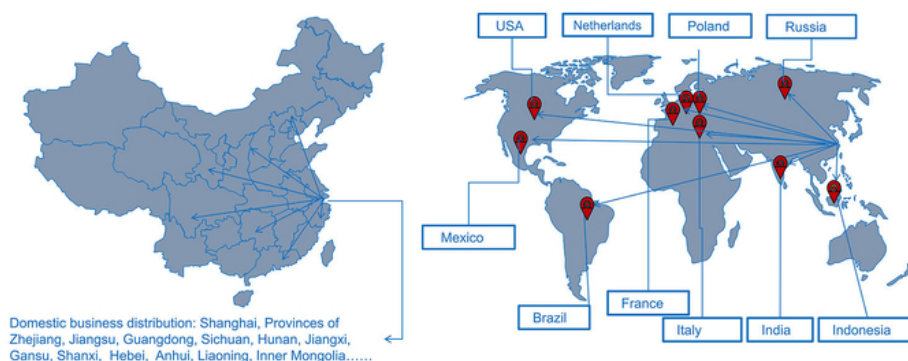 USA
Netherlands
Poland
Russia
Mexico
Brazil
France
Italy
India
Indonesia
Domestic business distribution: Shanghai, Provinces of
Zhejiang, Jiangsu, Guangdong, Sichuan, Hunan, Jiangxi,
Gansu, Shanxi, Hebei, Anhui, Liaoning, Inner Mongolia……